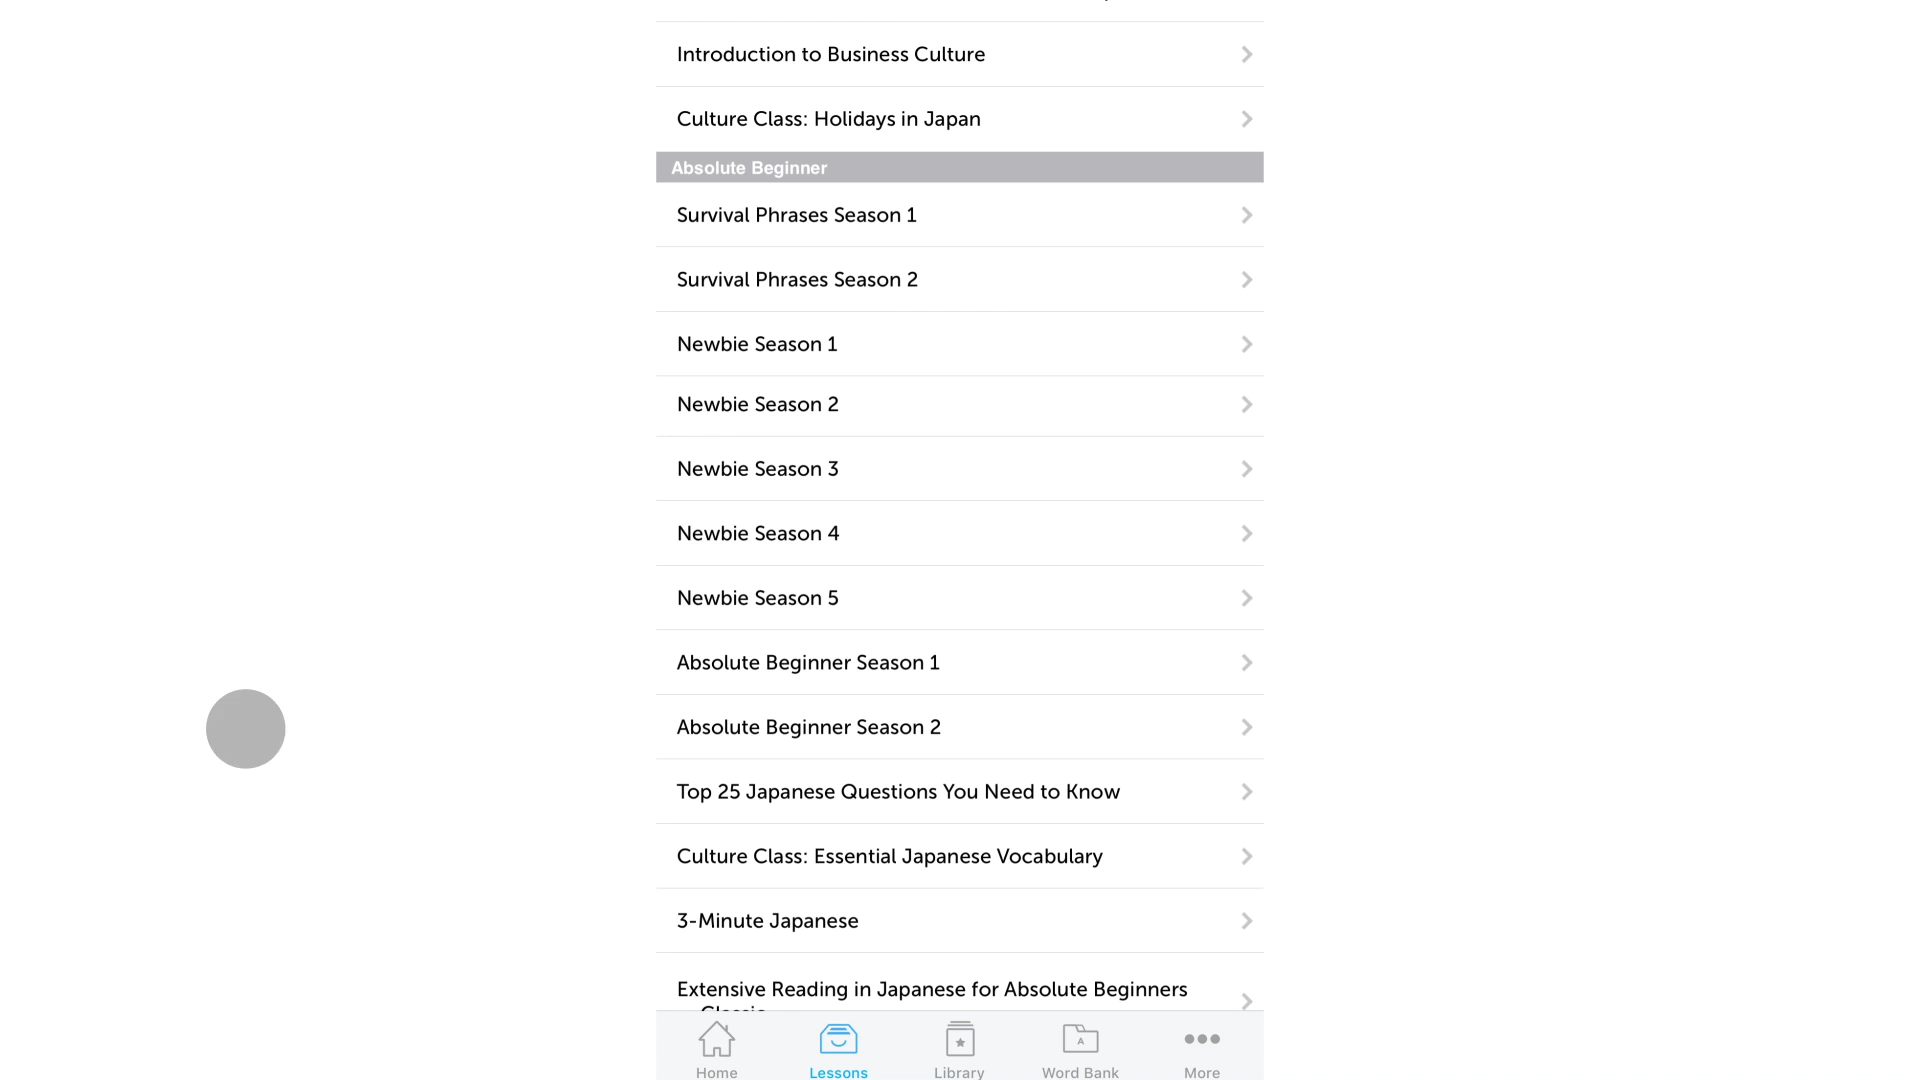 Introduction to Business Culture
Culture Class: Holidays in Japan
Absolute Beginner
Survival Phrases Season 1
Survival Phrases Season 2
Newbie Season 1
Newbie Season 2
Newbie Season 3
Newbie Season 4
Newbie Season 5
Absolute Beginner Season 1
Absolute Beginner Season 2
Top 25 Japanese Questions You Need to Know
Culture Class: Essential Japanese Vocabulary
3-Minute Japanese
Extensive Reading in Japanese for Absolute Beginners
A
Home
Lessons
Library
Word Bank
More